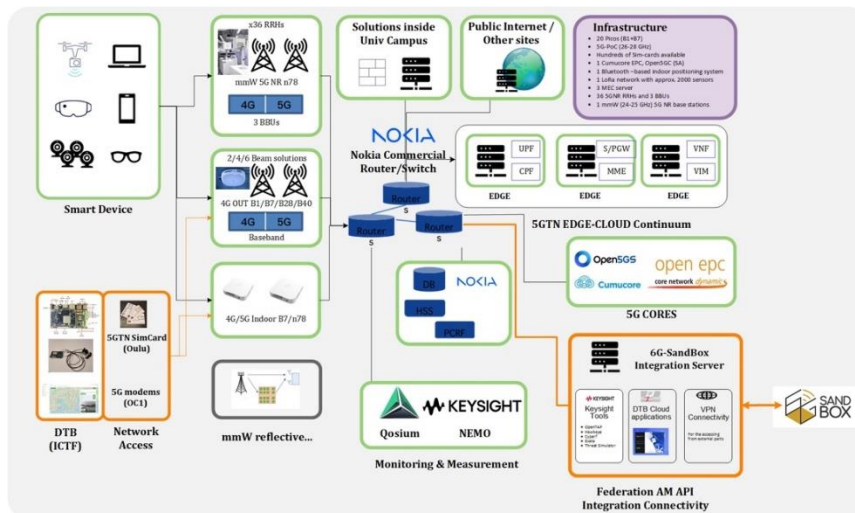 Smart Device
x36 RRHs
mmW 5G NR n78
4G 5G
3 BBUs
2/4/6 Beam solutions
4G OUT B1/B7/B28/B40
4G 5G
Baseband
4G/5G Indoor B7/n78
mmW reflective...
5GTN SimCard
(Oulu)
5G modems
(OC1)
DTB
(ICTF)
Network
Access
Solutions inside
Univ Campus
Public Internet /
Other sites
Infrastructure
• 20 Picos (B1+B7)
• 5G-PoC (26-28 GHz)
• Hundreds of Sim-cards available
• 1 Cumucore EPC, Open5GC (SA)
• 1 Bluetooth –based indoor positioning system
• 1 LoRa network with approx. 2000 sensors
• 3 MEC server
• 36 5GNR RRHs and 3 BBUs
• 1 mmW (24-25 GHz) 5G NR base stations
NOKIA
Nokia Commercial
Router/Switch
Router
s
Router
s
Router
s
UPF
CPF
EDGE
S/PGW
MME
EDGE
VNF
VIM
EDGE
5GTN EDGE-CLOUD Continuum
DB
NOKIA
HSS
PCRF
Open5GS
Cumucore
open epc
core network dynamic
5G CORES
Qosium
KEYSIGHT
NEMO
Monitoring & Measurement
6G-SandBox
Integration Server
KEYSIGHT
Keysight
Tools
DTB Cloud
applications
VPN
Connectivity
• Threat Simulator
Federation AM API
Integration Connectivity
SAND
BOX